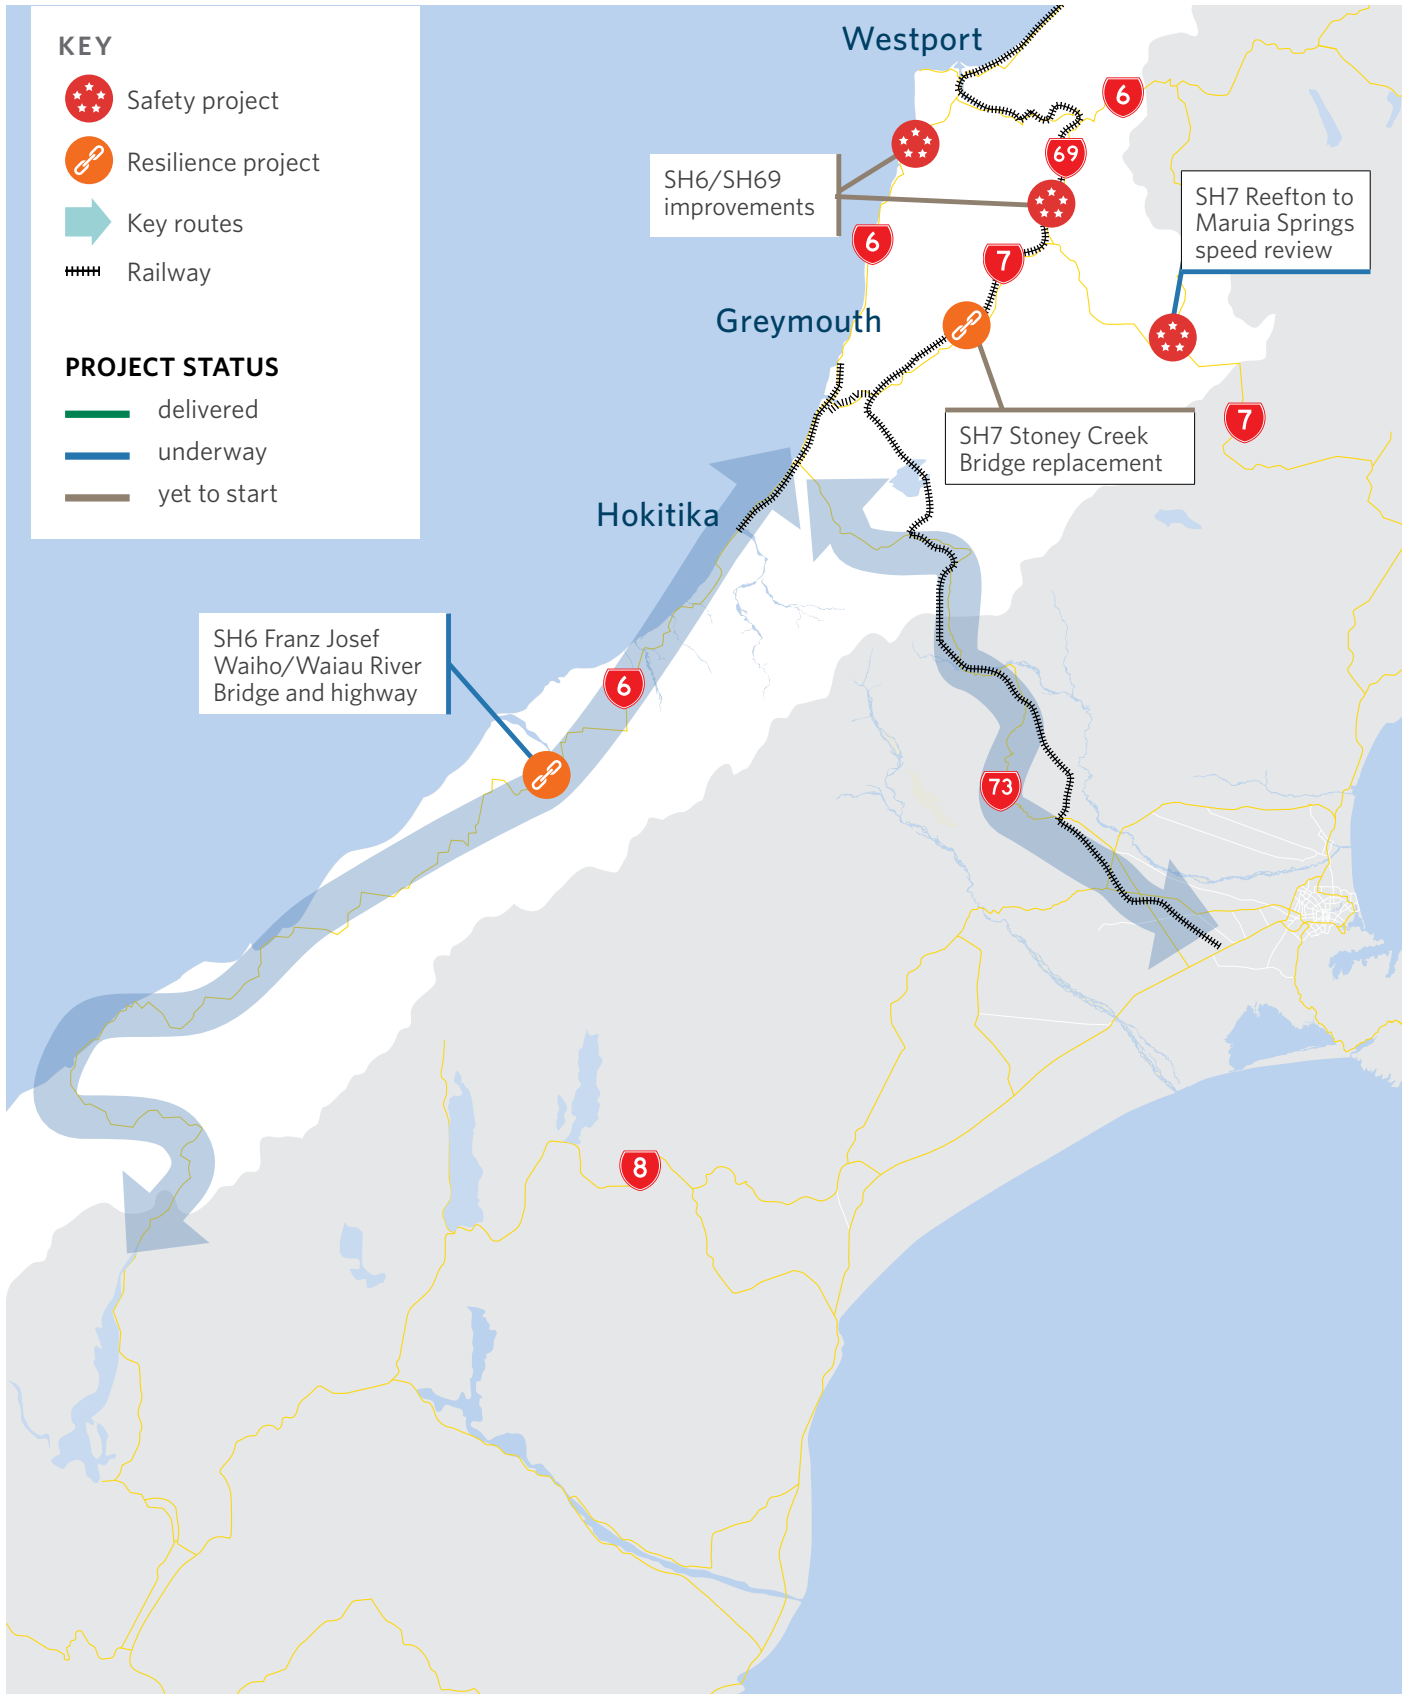 KEY
Safety project
Resilience project
Key routes
Railway
PROJECT STATUS
delivered
underway
yet to start
Westport
6
69
SH6/SH69
improvements
SH7 Reefton to
Maruia Springs
speed review
6
7
Greymouth
7
SH7 Stoney Creek
Bridge replacement
Hokitika
SH6 Franz Josef
Waiho/Waiau River
Bridge and highway
6
73
8